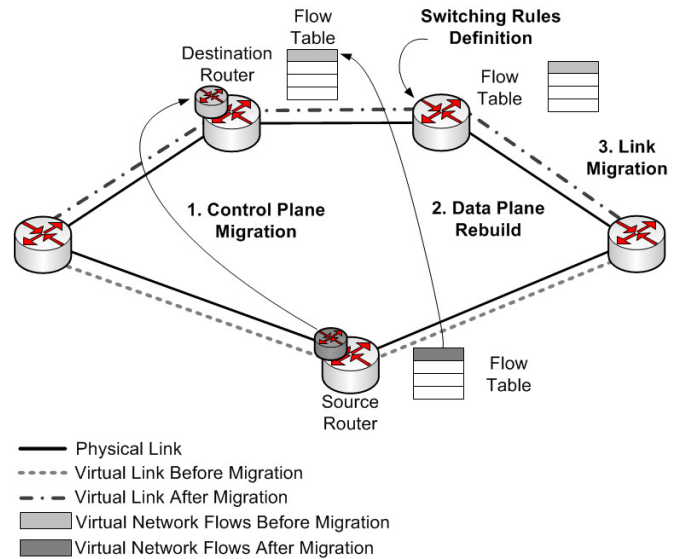 Flow
Table
Switching Rules
Definition
Destination
Router
Flow
Table
3. Link
Migration
1. Control Plane
Migration
2. Data Plane
Rebuild
Flow
Table
Source
Router
Physical Link
Virtual Link Before Migration
Virtual Link After Migration
Virtual Network Flows Before Migration
Virtual Network Flows After Migration